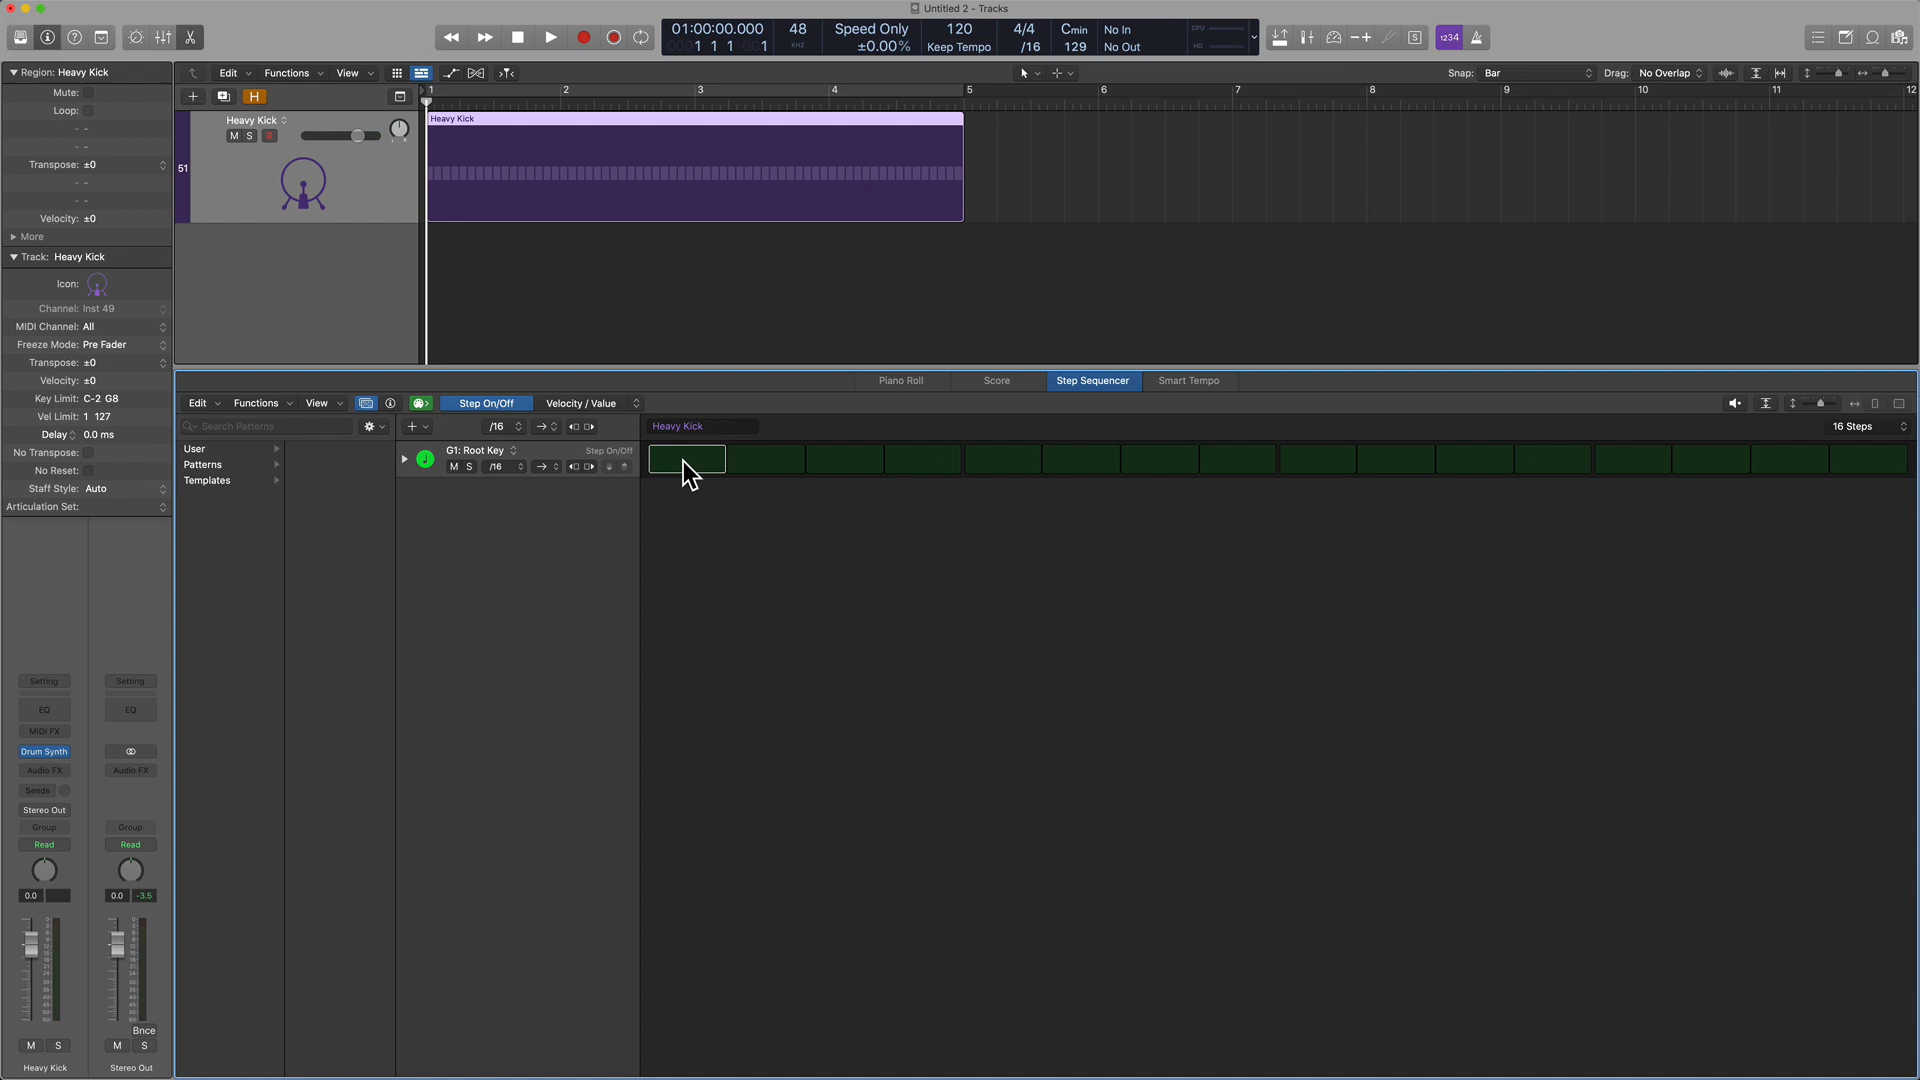 Untitled 2 - Tracks
01:00:00.000 48 Speed Only 120 4/4 Cmin No In
0001 1 1 001 KHZ ±0.00% Keep Tempo /16 129 No Out
CPU
HD
1234
Region: Heavy Kick
Edit Functions View
Snap: Bar Drag: No Overlap
Mute:
Loop:
Transpose: ±0
Velocity: ±0
More
H
1 2 3 4 5 6 7 8 9 10 11 12
51
Heavy Kick
M S R
Heavy Kick
Track: Heavy Kick
Icon:
Channel: Inst 49
MIDI Channel: All
Freeze Mode: Pre Fader
Transpose: ±0
Velocity: ±0
Key Limit: C-2 G8
Vel Limit: 1 127
Delay 0.0 ms
No Transpose:
No Reset:
Staff Style: Auto
Articulation Set:
Piano Roll Score Step Sequencer Smart Tempo
Edit Functions View Step On/Off Velocity / Value
Search Patterns /16 Heavy Kick 16 Steps
User
Patterns
Templates
G1: Root Key Step On/Off
M S /16
Setting Setting
EQ EQ
MIDI FX
Drum Synth
Audio FX Audio FX
Sends
Stereo Out
Group Group
Read Read
0.0 0.0 -3.5
Bnce
M S M S
Heavy Kick Stereo Out